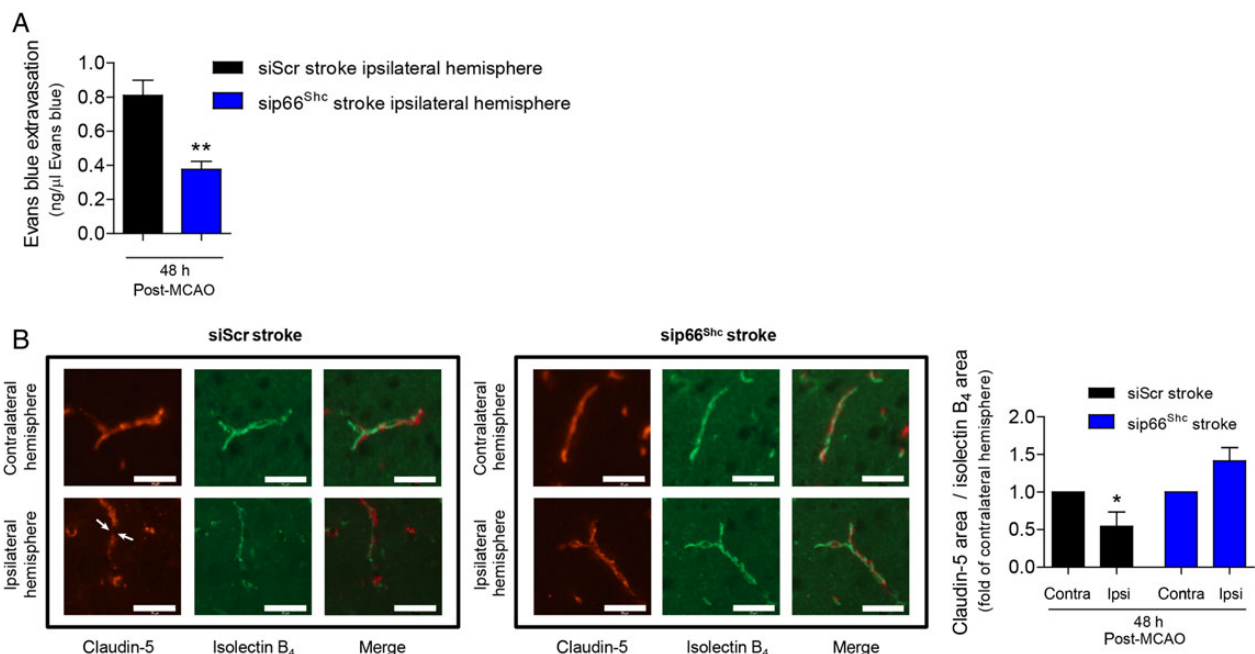 A
Evans blue extravasation
(ng/µl Evans blue)
1.0
0.8
0.6
0.4
0.2
0.0
**
siScr stroke ipsilateral hemisphere
sip66Shc stroke ipsilateral hemisphere
48 h
Post-MCAO
B
siScr stroke
Contralateral
hemisphere
Ipsilateral
hemisphere
Claudin-5
Isolectin B4
Merge
sip66Shc stroke
Contralateral
hemisphere
Ipsilateral
hemisphere
Claudin-5
Isolectin B4
Merge
Claudin-5 area / isolectin B4 area
(fold of contralateral hemisphere)
2.0
1.5
1.0
0.5
0.0
siScr stroke
sip66Shc stroke
*
Contra Ipsi Contra Ipsi
48 h
Post-MCAO